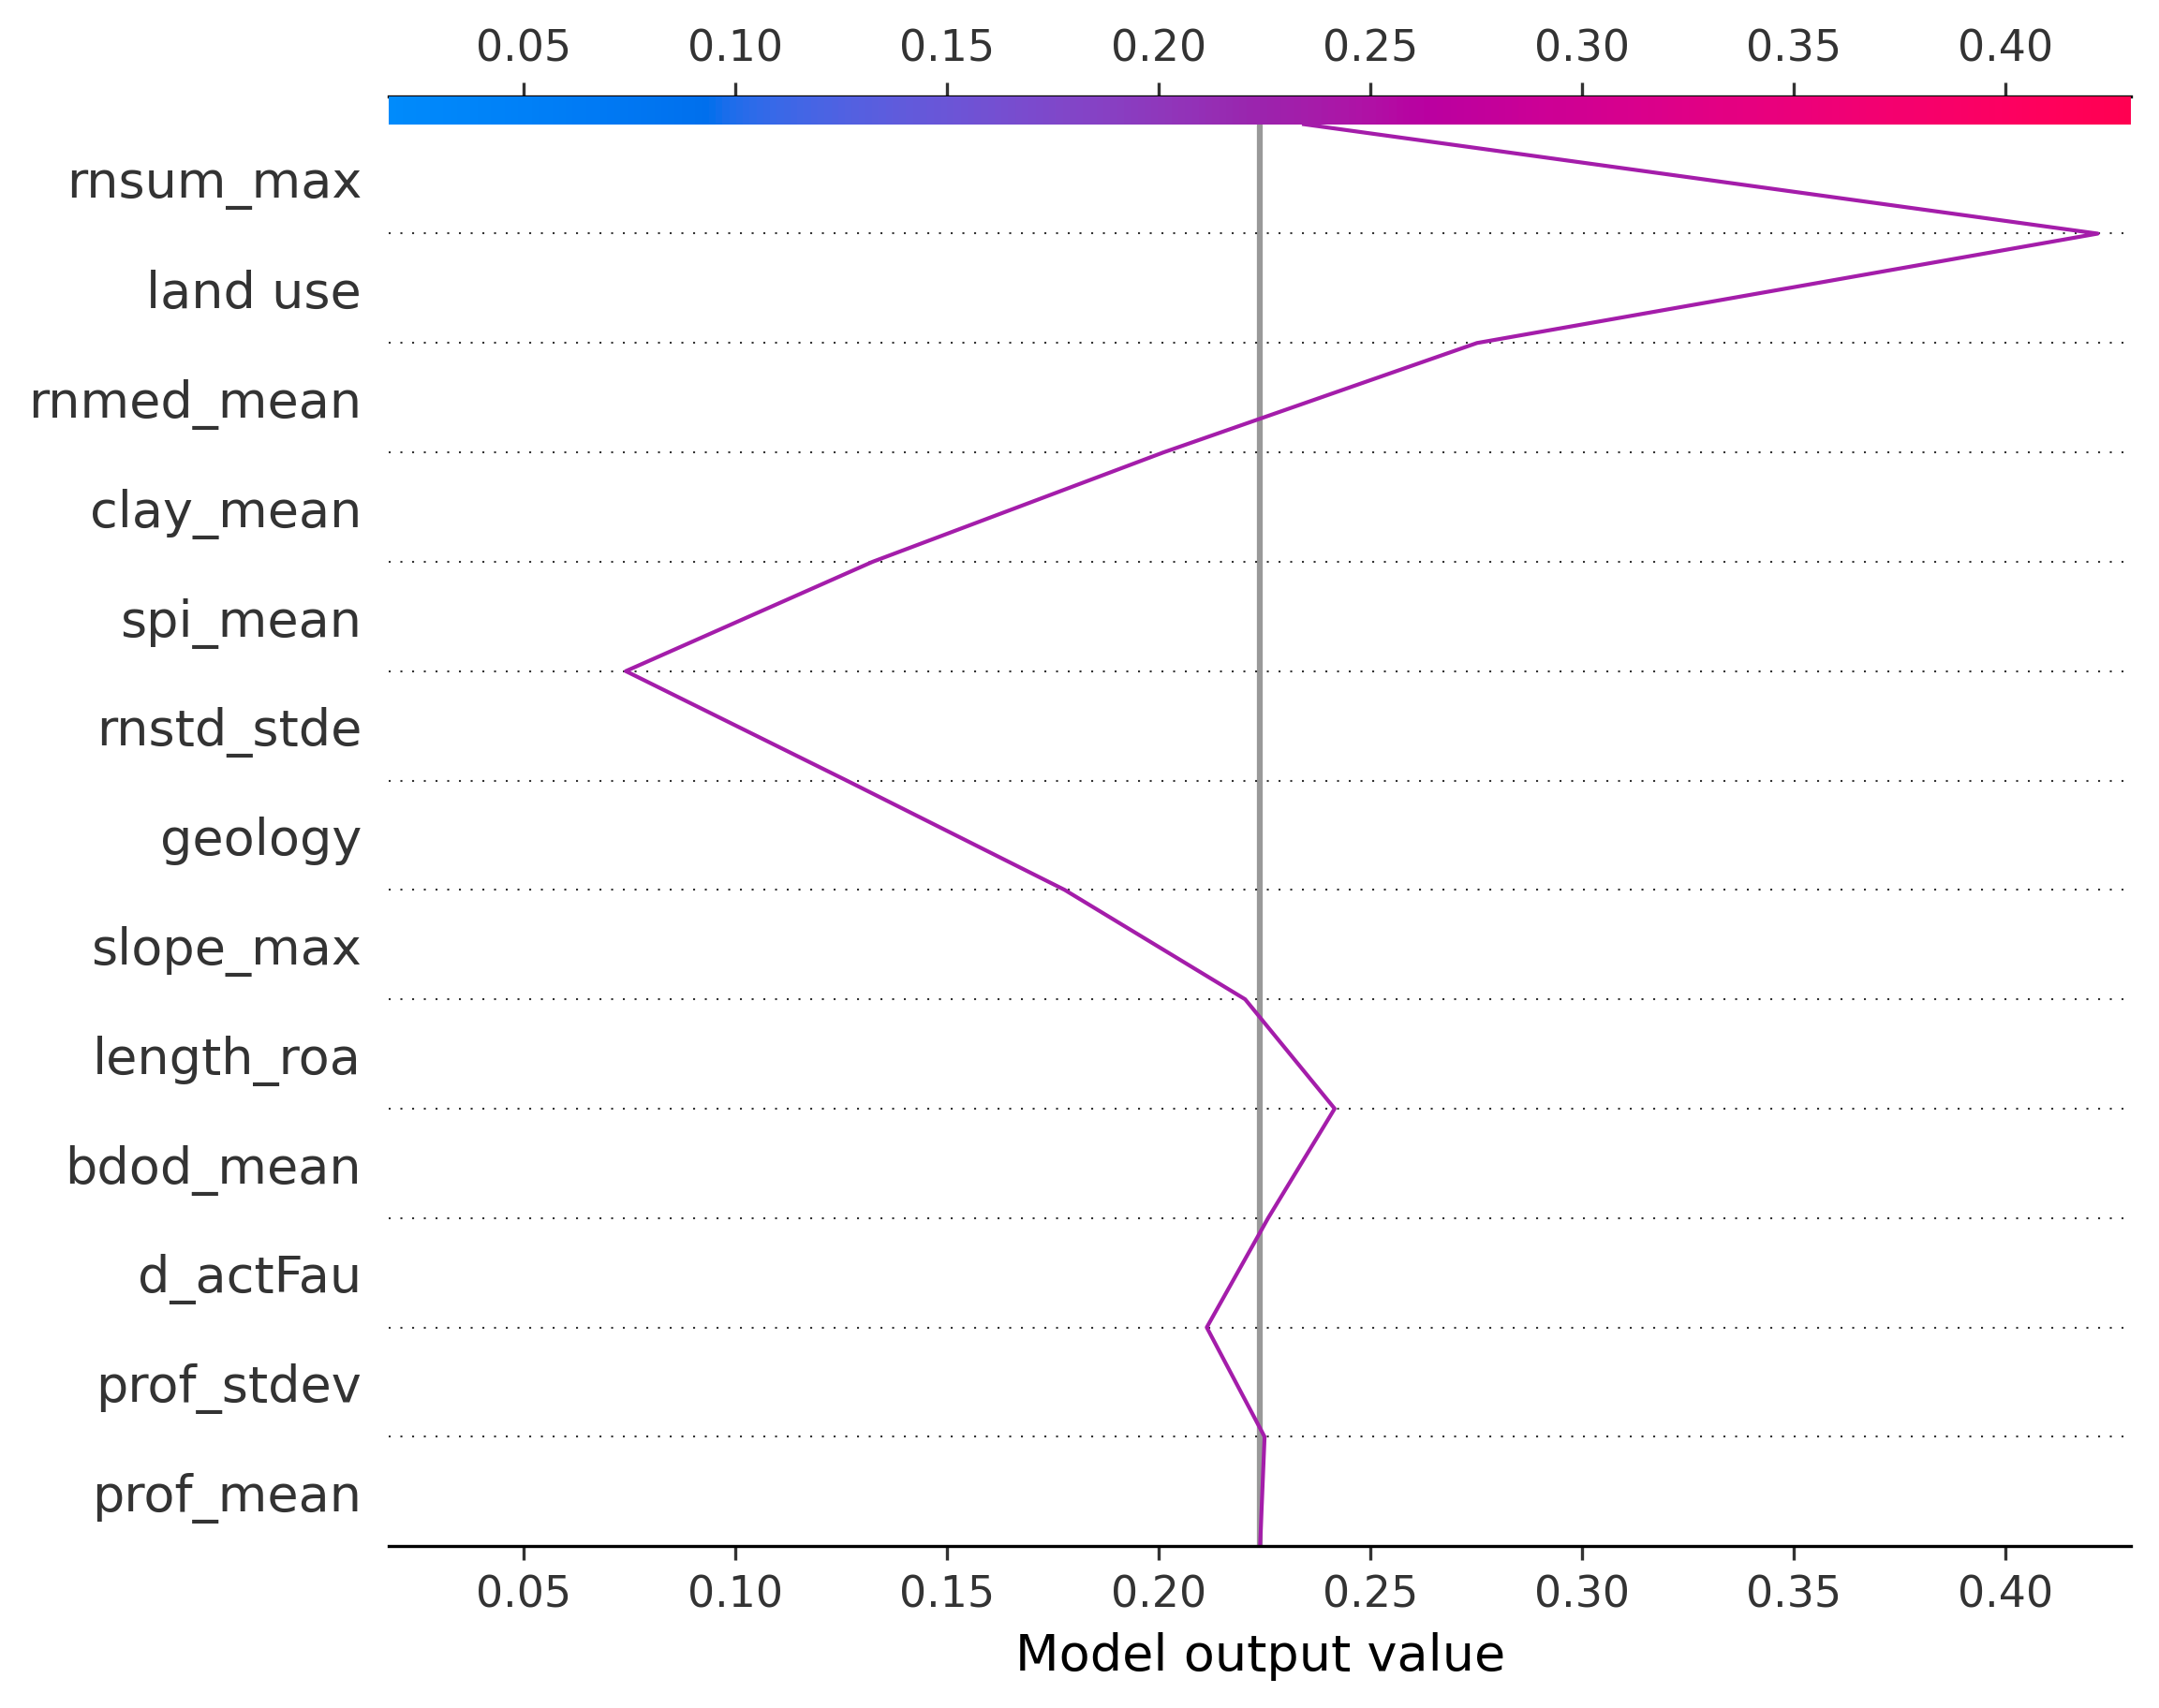 0.05 0.10 0.15 0.20 0.25 0.30 0.35 0.40
rnsum_max
land use
rnmed_mean
clay_mean
spi_mean
rnstd_stde
geology
slope_max
length_roa
bdod_mean
d_actFau
prof_stdev
prof_mean
0.05 0.10 0.15 0.20 0.25 0.30 0.35 0.40
Model output value